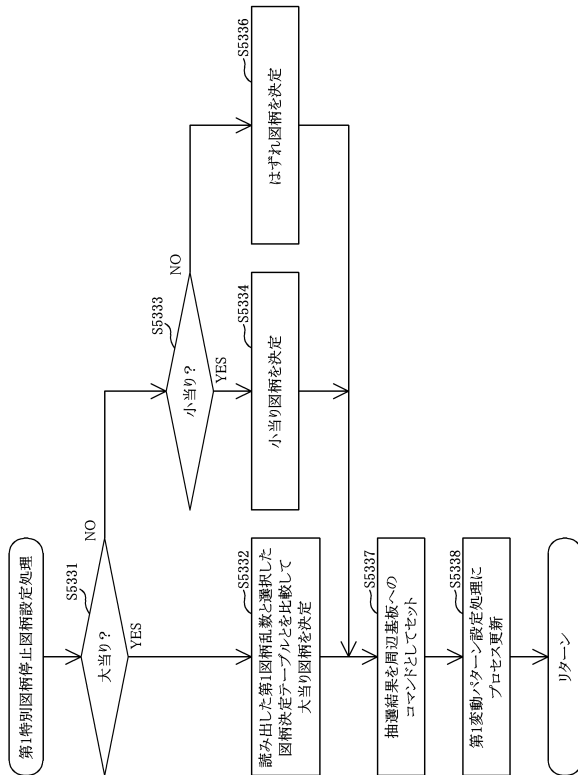 第1特別図柄停止図柄設定処理
S5331
大当り?
NO
YES
S5333
小当り?
NO
YES
S5332
読み出した第1図柄乱数と選択した
図柄決定テーブルとを比較して
大当り図柄を決定
S5334
小当り図柄を決定
S5336
はずれ図柄を決定
S5337
抽選結果を周辺基板への
コマンドとしてセット
S5338
第1変動パターン設定処理に
プロセス更新
リターン